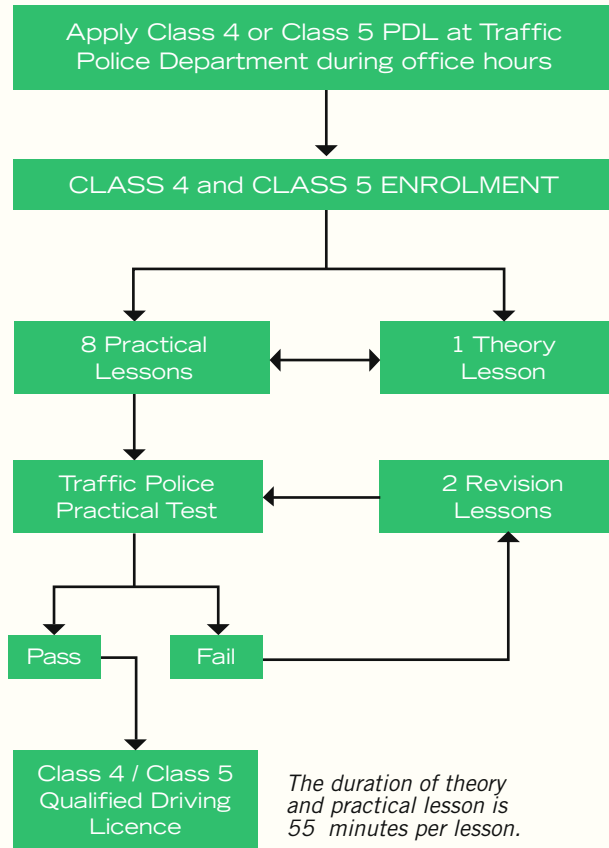 Apply Class 4 or Class 5 PDL at Traffic
Police Department during office hours
CLASS 4 and CLASS 5 ENROLMENT
8 Practical
Lessons
1 Theory
Lesson
Traffic Police
Practical Test
2 Revision
Lessons
Pass
Fail
Class 4 / Class 5
Qualified Driving
Licence
The duration of theory
and practical lesson is
55 minutes per lesson.